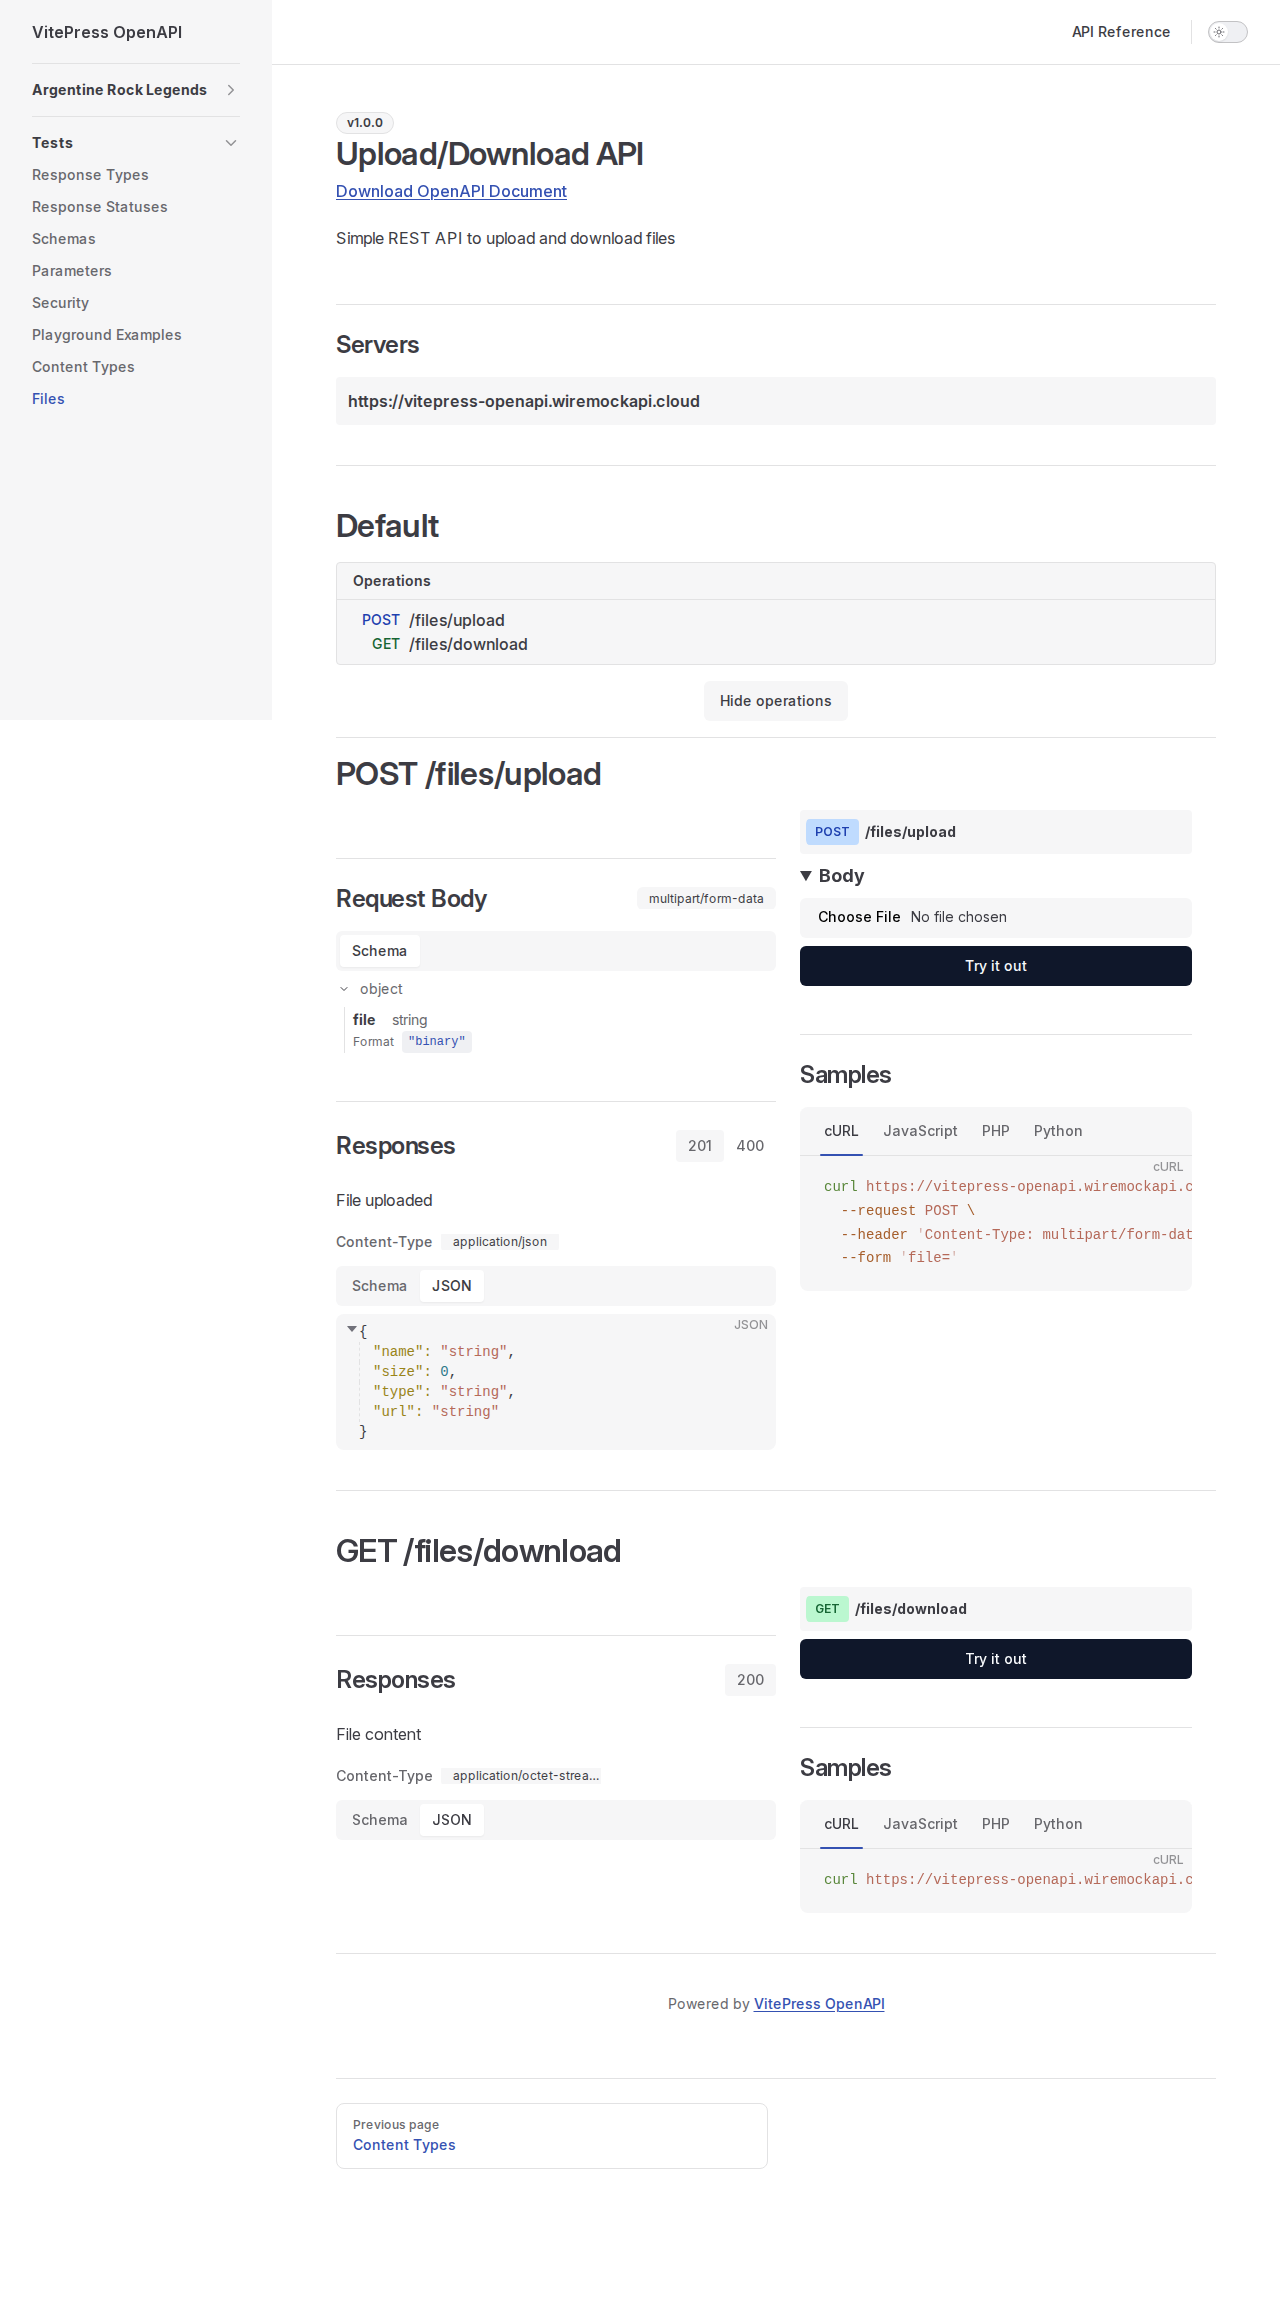 VitePress OpenAPI
Argentine Rock Legends
Tests
Response Types
Response Statuses
Schemas
Parameters
Security
Playground Examples
Content Types
Files
API Reference
v1.0.0
Upload/Download API
Download OpenAPI Document
Simple REST API to upload and download files
Servers
https://vitepress-openapi.wiremockapi.cloud
Default
Operations
POST /files/upload
GET /files/download
Hide operations
POST /files/upload
Request Body
multipart/form-data
Schema
object
file string
Format "binary"
Responses
201 400
File uploaded
Content-Type application/json
Schema JSON
JSON
{
"name": "string",
"size": 0,
"type": "string",
"url": "string"
}
POST /files/upload
Body
Choose File No file chosen
Try it out
Samples
cURL JavaScript PHP Python
cURL
curl https://vitepress-openapi.wiremockapi.c
--request POST \
--header 'Content-Type: multipart/form-dat
--form 'file='
GET /files/download
Responses
200
File content
Content-Type application/octet-strea...
Schema JSON
GET /files/download
Try it out
Samples
cURL JavaScript PHP Python
cURL
curl https://vitepress-openapi.wiremockapi.c
Powered by VitePress OpenAPI
Previous page
Content Types